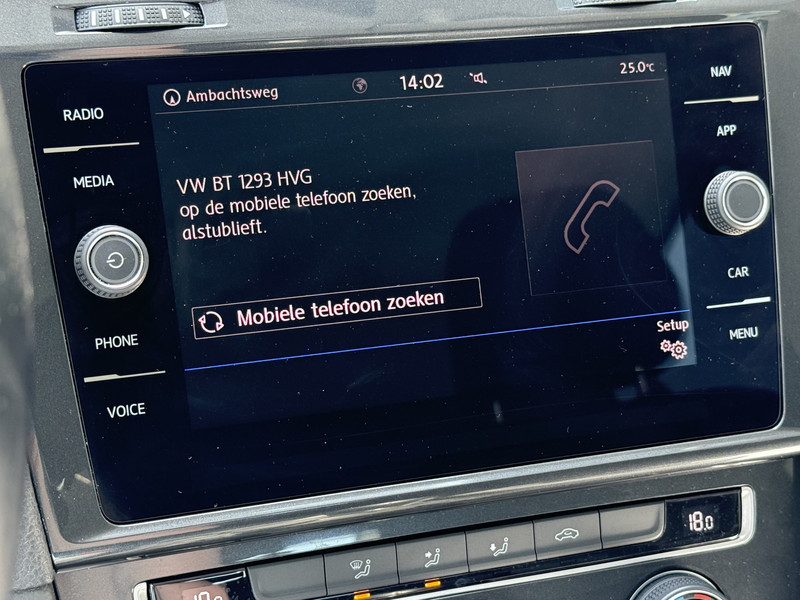 Ambachtsweg 14:02 25.0°C
RADIO
MEDIA
PHONE
VOICE
VW BT 1293 HVG
op de mobiele telefoon zoeken,
alstublieft.
Mobiele telefoon zoeken
Setup
NAV
APP
CAR
MENU
18.0